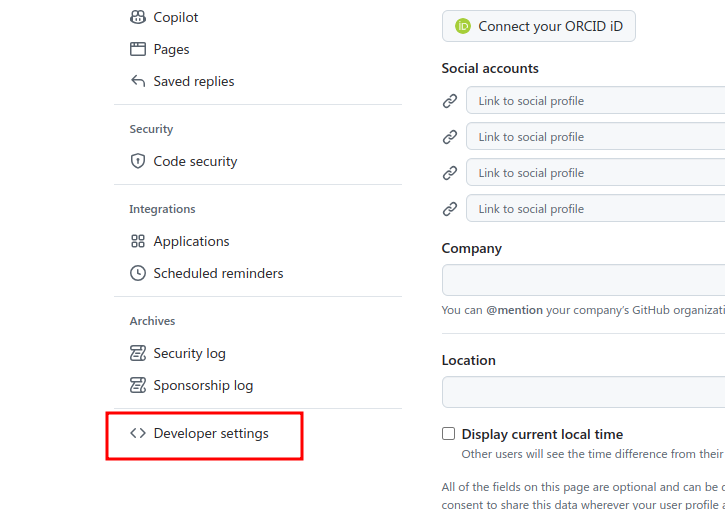 Copilot
Pages
Saved replies
Security
Code security
Integrations
Applications
Scheduled reminders
Archives
Security log
Sponsorship log
Developer settings
Connect your ORCID iD
Social accounts
Link to social profile
Link to social profile
Link to social profile
Link to social profile
Company
You can @mention your company's GitHub organizati
Location
Display current local time
Other users will see the time difference from their
All of the fields on this page are optional and can be d
consent to share this data wherever your user profile a